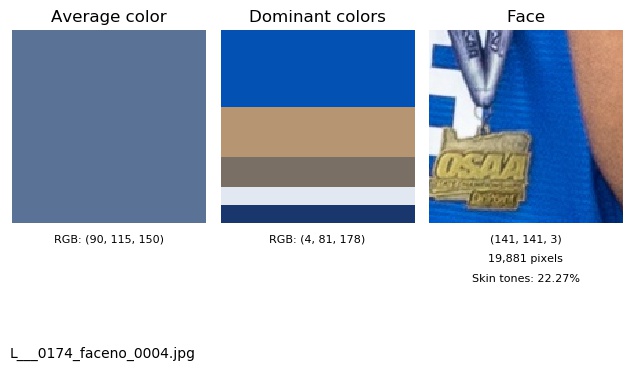 Average color
Dominant colors
Face
OSAA
RGB: (90, 115, 150)
RGB: (4, 81, 178)
(141, 141, 3)
19,881 pixels
Skin tones: 22.27%
L___0174_faceno_0004.jpg